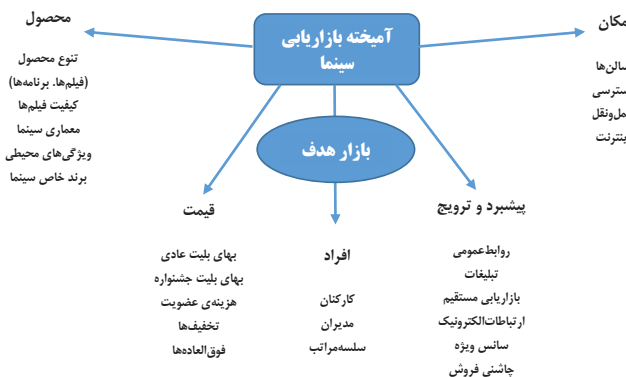 آمیخته بازاریابی
سینما
بازار هدف
مکان
سالن‌ها
اینترنت
پیشبرد و ترویج
روابط‌عمومی
تبلیغات
بازاریابی مستقیم
ارتباطات‌الکترونیک
سانس ویژه
چاشنی فروش
افراد
کارکنان
مدیران
سلسه‌مراتب
قیمت
بهای بلیت عادی
بهای بلیت جشنواره
هزینه‌ی عضویت
تخفیف‌ها
فوق‌العاده‌ها
محصول
تنوع محصول
(فیلم‌ها. برنامه‌ها)
کیفیت فیلم‌ها
معماری سینما
ویژگی‌های محیطی
برند خاص سینما